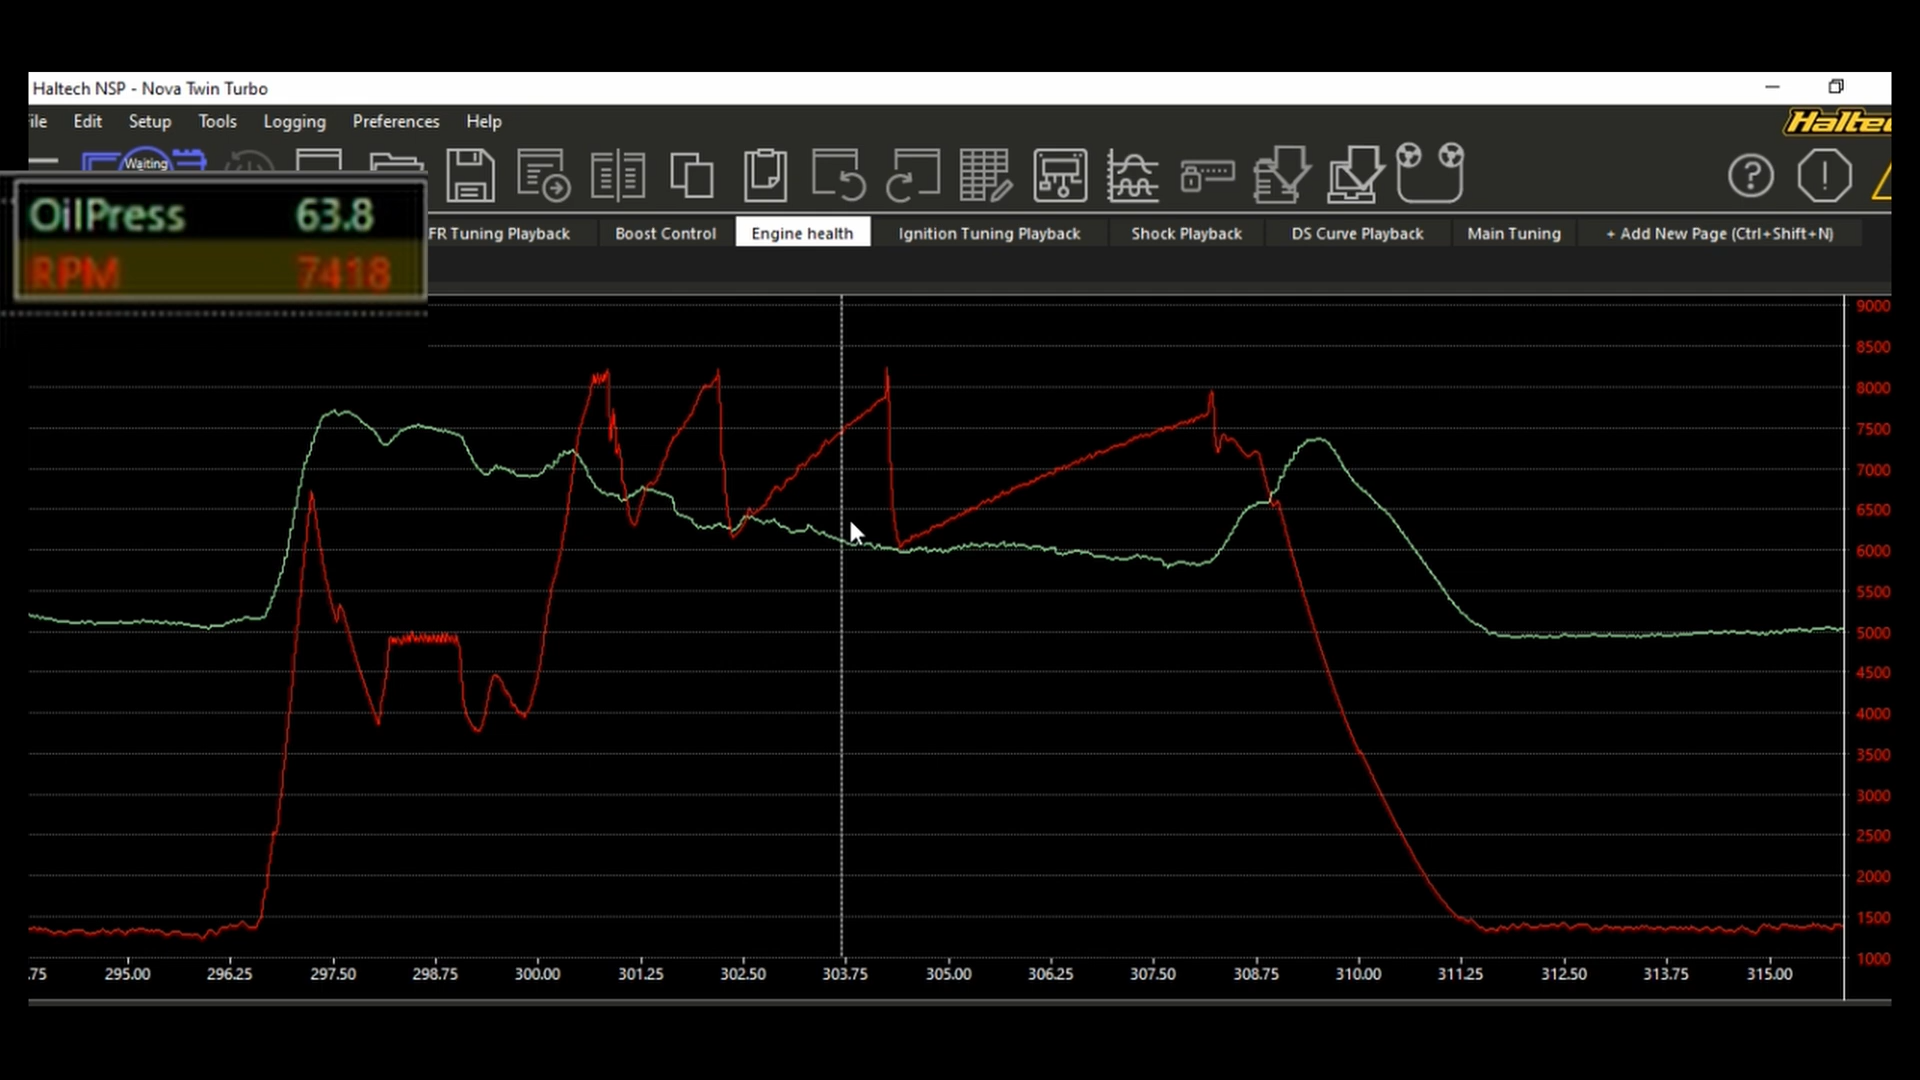 Haltech NSP - Nova Twin Turbo
ile Edit Setup Tools Logging Preferences Help
Haltec
Waiting
OilPress 63.8
RPM 7418
FR Tuning Playback Boost Control Engine health Ignition Tuning Playback Shock Playback DS Curve Playback Main Tuning + Add New Page (Ctrl+Shift+N)
9000
8500
8000
7500
7000
6500
6000
5500
5000
4500
4000
3500
3000
2500
2000
1500
1000
.75 295.00 296.25 297.50 298.75 300.00 301.25 302.50 303.75 305.00 306.25 307.50 308.75 310.00 311.25 312.50 313.75 315.00